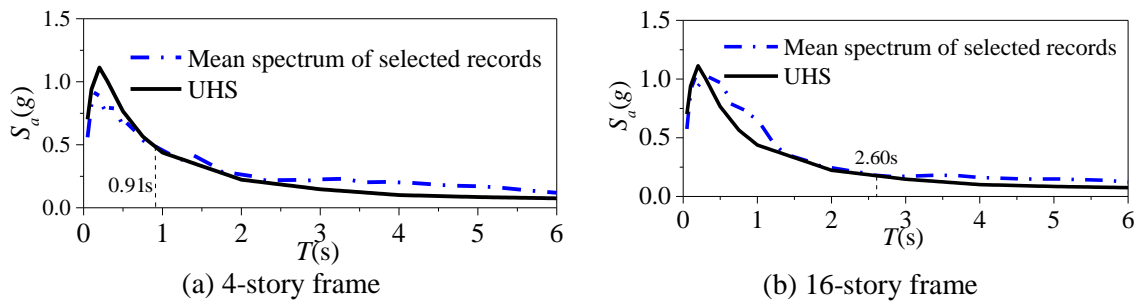 1.5
Mean spectrum of selected records
UHS
1.0
Sa(g)
0.5
0.91s
0.0
0 1 2 3 4 5 6
T(s)
(a) 4-story frame
1.5
Mean spectrum of selected records
UHS
1.0
Sa(g)
0.5
2.60s
0.0
0 1 2 3 4 5 6
T(s)
(b) 16-story frame